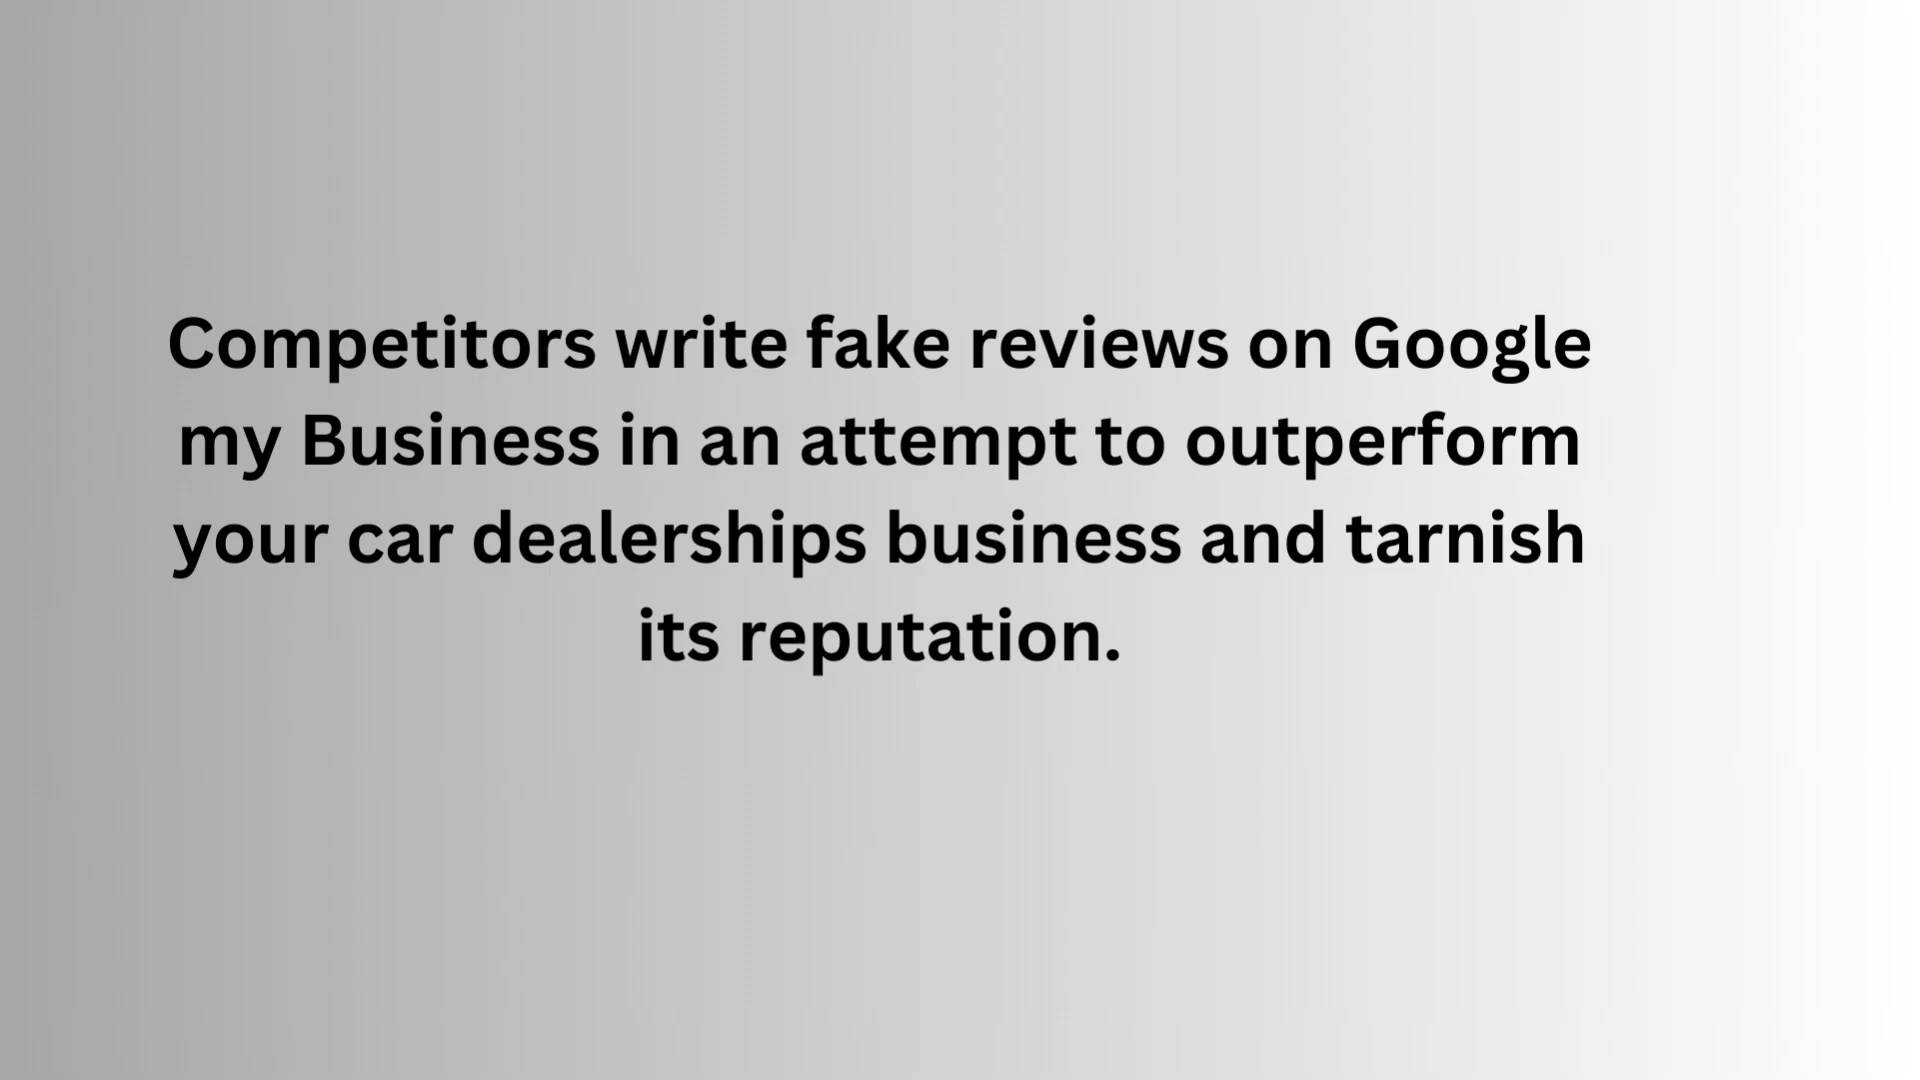 Competitors write fake reviews on Google
my Business in an attempt to outperform
your car dealerships business and tarnish
its reputation.